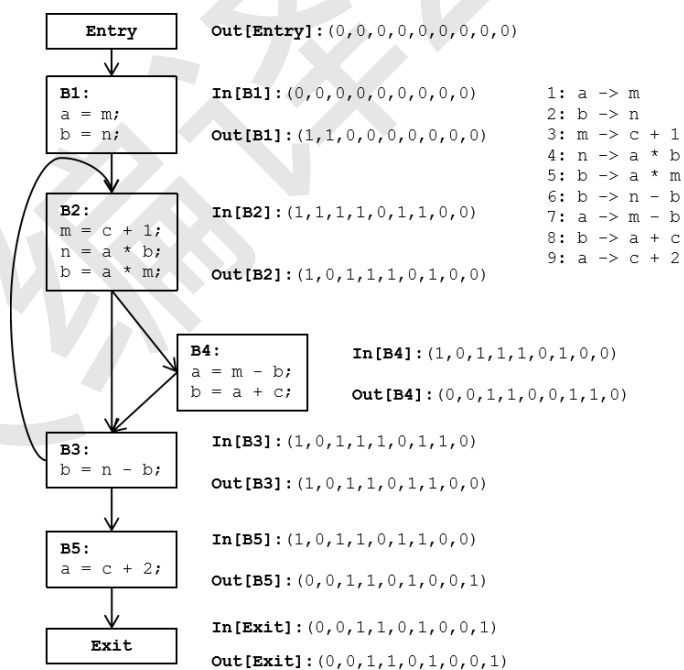 Entry
Out[Entry]:(0,0,0,0,0,0,0,0,0)
B1:
a = m;
b = n;
In[B1]:(0,0,0,0,0,0,0,0,0)
Out[B1]:(1,1,0,0,0,0,0,0,0)
1: a -> m
2: b -> n
3: m -> c + 1
4: n -> a * b
5: b -> a * m
6: b -> n - b
7: a -> m - b
8: b -> a + c
9: a -> c + 2
B2:
m = c + 1;
n = a * b;
b = a * m;
In[B2]:(1,1,1,1,0,1,1,0,0)
Out[B2]:(1,0,1,1,1,0,1,0,0)
B4:
a = m - b;
b = a + c;
In[B4]:(1,0,1,1,1,0,1,0,0)
Out[B4]:(0,0,1,1,0,0,1,1,0)
B3:
b = n - b;
In[B3]:(1,0,1,1,1,0,1,1,0)
Out[B3]:(1,0,1,1,0,1,1,0,0)
B5:
a = c + 2;
In[B5]:(1,0,1,1,0,1,1,0,0)
Out[B5]:(0,0,1,1,0,1,0,0,1)
Exit
In[Exit]:(0,0,1,1,0,1,0,0,1)
Out[Exit]:(0,0,1,1,0,1,0,0,1)
编译